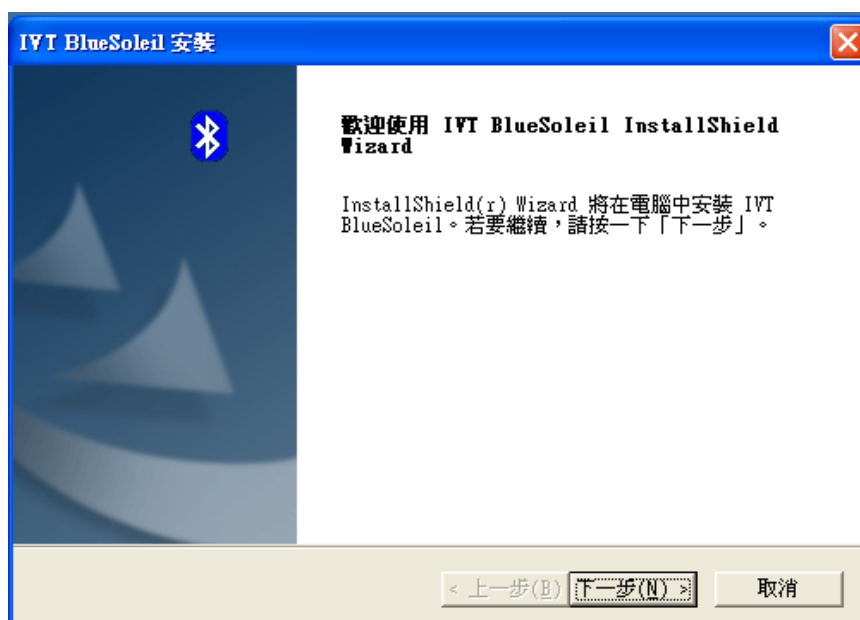 IVT BlueSoleil 安裝
歡迎使用 IVT BlueSoleil InstallShield
Wizard
InstallShield(r) Wizard 將在電腦中安裝 IVT
BlueSoleil。若要繼續，請按一下「下一步」。
< 上一步(B) 下一步(N) > 取消